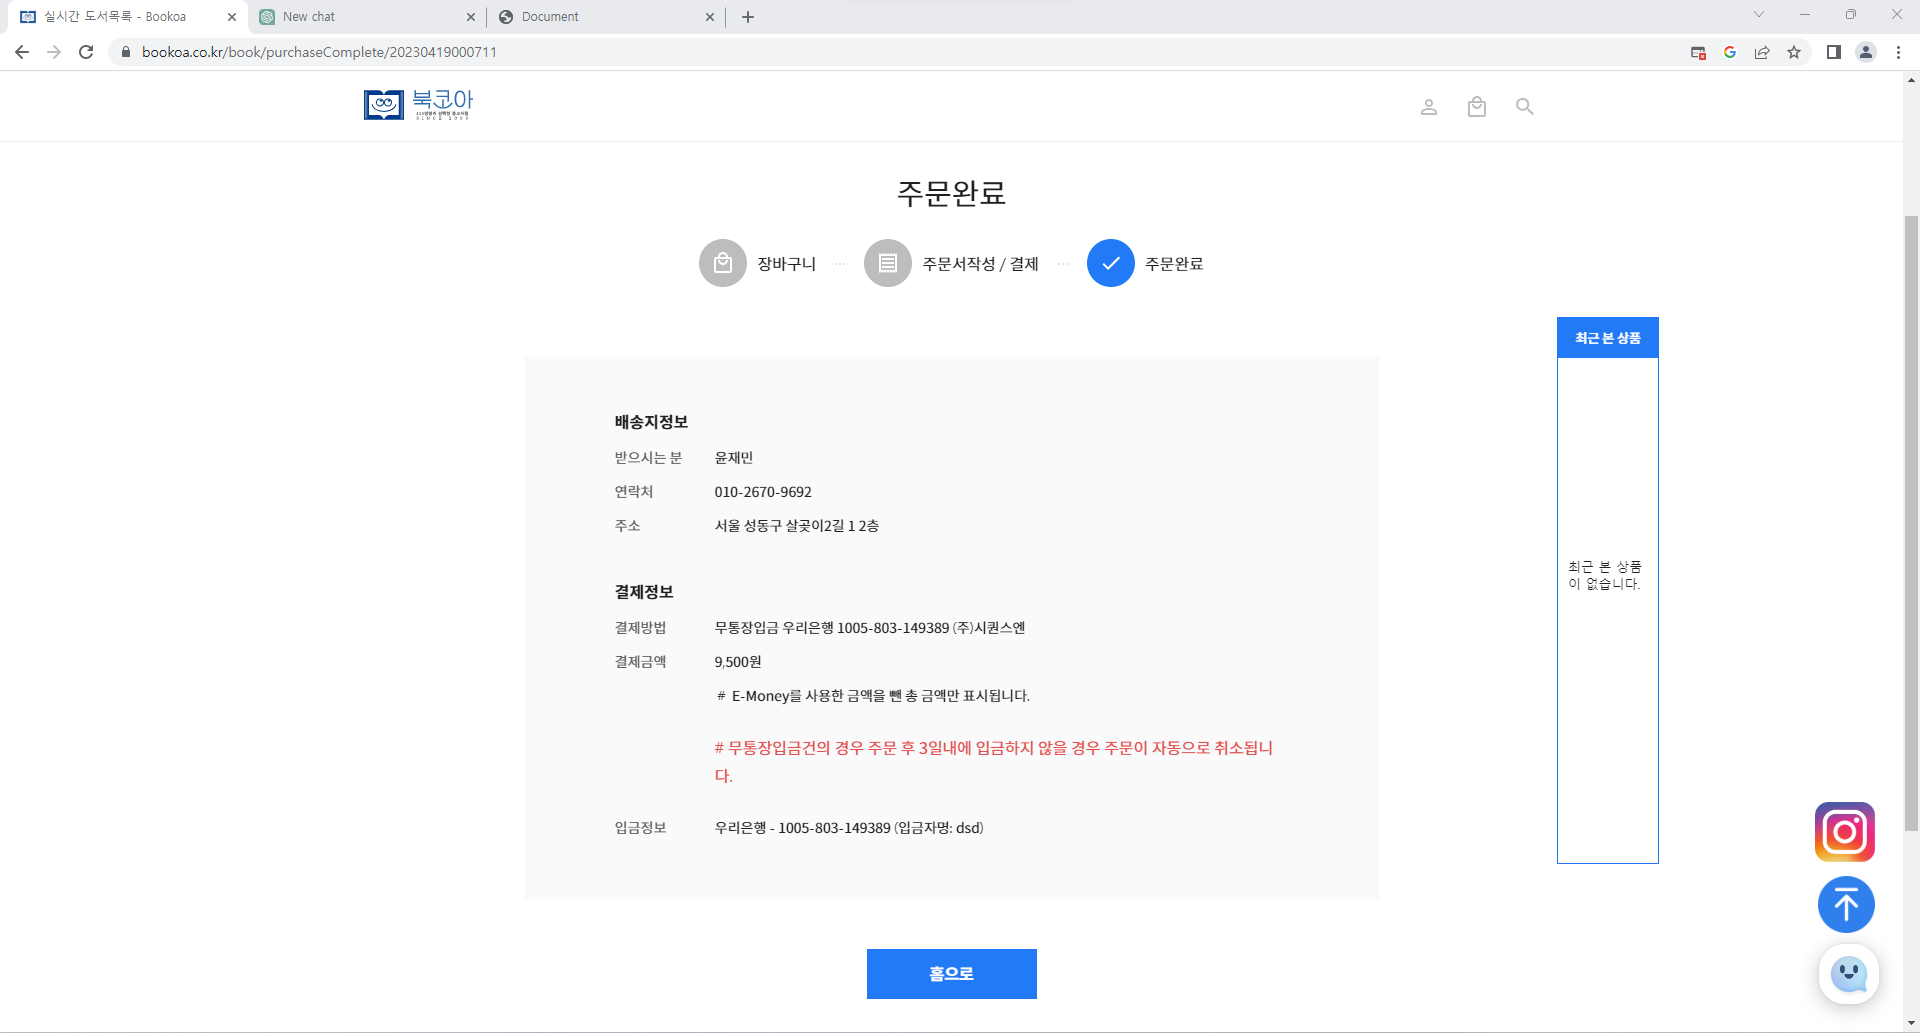 실시간 도서목록 - Bookoa
New chat
Document
bookoa.co.kr/book/purchaseComplete/20230419000711
북코아
SINCE
주문완료
장바구니 ··· 주문서작성 / 결제 ··· 주문완료
최근 본 상품
배송지정보
받으시는 분 윤재민
연락처 010-2670-9692
주소 서울 성동구 살곶이2길 1 2층
최근 본 상품
이 없습니다.
결제정보
결제방법 무통장입금 우리은행 1005-803-149389 (주)시퀀스엔
결제금액 9,500원
# E-Money를 사용한 금액을 뺀 총 금액만 표시됩니다.
# 무통장입금건의 경우 주문 후 3일내에 입금하지 않을 경우 주문이 자동으로 취소됩니
다.
입금정보 우리은행 - 1005-803-149389 (입금자명: dsd)
홈으로